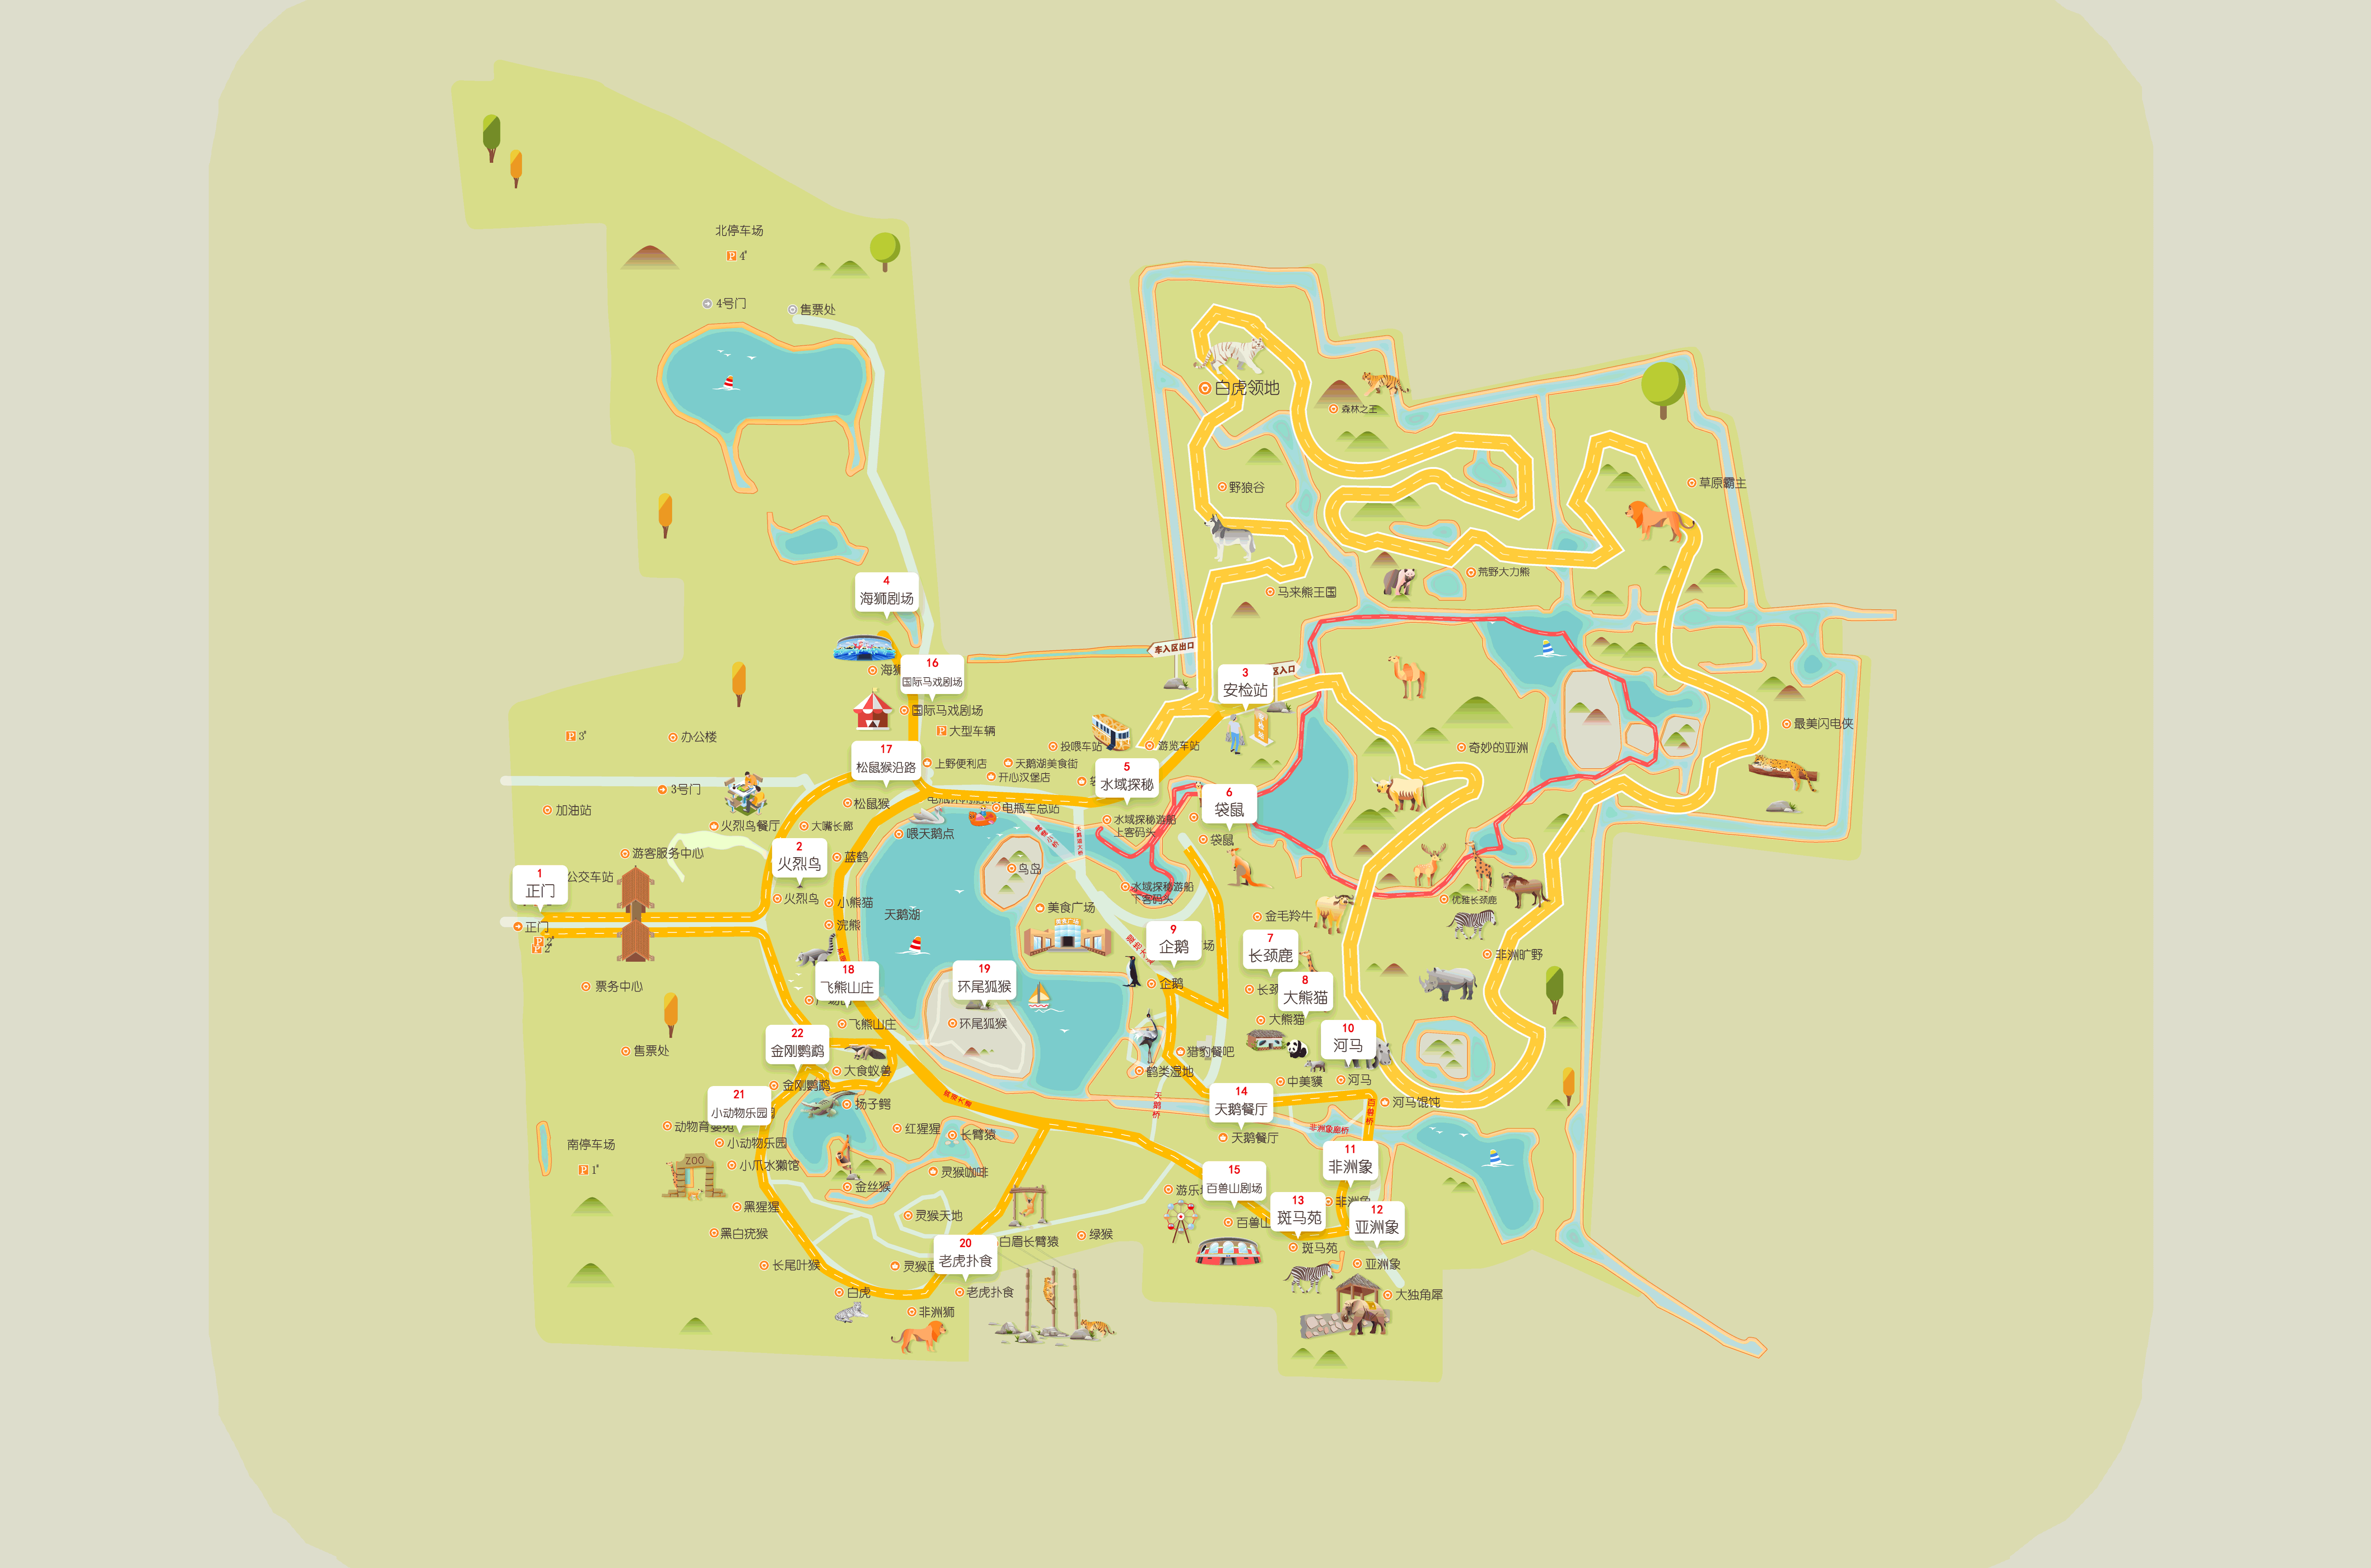 北停车场
P 4#
4号门
售票处
白虎领地
森林之王
野狼谷
草原霸主
荒野大力熊
马来熊王国
4
海狮剧场
海狮
车入区出口
16
国际马戏剧场
国际马戏剧场
P 大型车辆
区入口
3
安检站
P 3#
办公楼
投喂车站
游览车站
奇妙的亚洲
最美闪电侠
17
松鼠猴沿路
上野便利店
天鹅湖美食街
开心汉堡店
5
水域探秘
3号门
6
袋鼠
加油站
松鼠猴
电瓶车总站
火烈鸟餐厅
大嘴长廊
喂天鹅点
水域探秘游船
上客码头
袋鼠
游客服务中心
2
火烈鸟
蓝鹤
鸟岛
1
正门
公交车站
水域探秘游船
下客码头
火烈鸟
小熊猫
天鹅湖
美食广场
优雅长颈鹿
正门
P 2#
浣熊
金毛羚牛
9
企鹅
场
7
长颈鹿
非洲旷野
18
飞熊山庄
19
环尾狐猴
企鹅
8
大熊猫
票务中心
长颈
飞熊山庄
环尾狐猴
大熊猫
10
河马
22
金刚鹦鹉
售票处
猎豹餐吧
大食蚁兽
鹤类湿地
金刚鹦鹉
中美貘
河马
21
小动物乐园
扬子鳄
天鹅桥
14
天鹅餐厅
百兽桥
河马馄饨
小动物乐园
红猩猩
长臂猿
天鹅餐厅
非洲象廊桥
南停车场
P 1#
小爪水獭馆
灵猴咖啡
11
非洲象
金丝猴
15
百兽山剧场
游乐
黑猩猩
灵猴天地
13
斑马苑
12
亚洲象
百兽山
黑白疣猴
20
老虎扑食
白眉长臂猿
绿猴
斑马苑
长尾叶猴
亚洲象
白虎
老虎扑食
大独角犀
非洲狮
ZOO